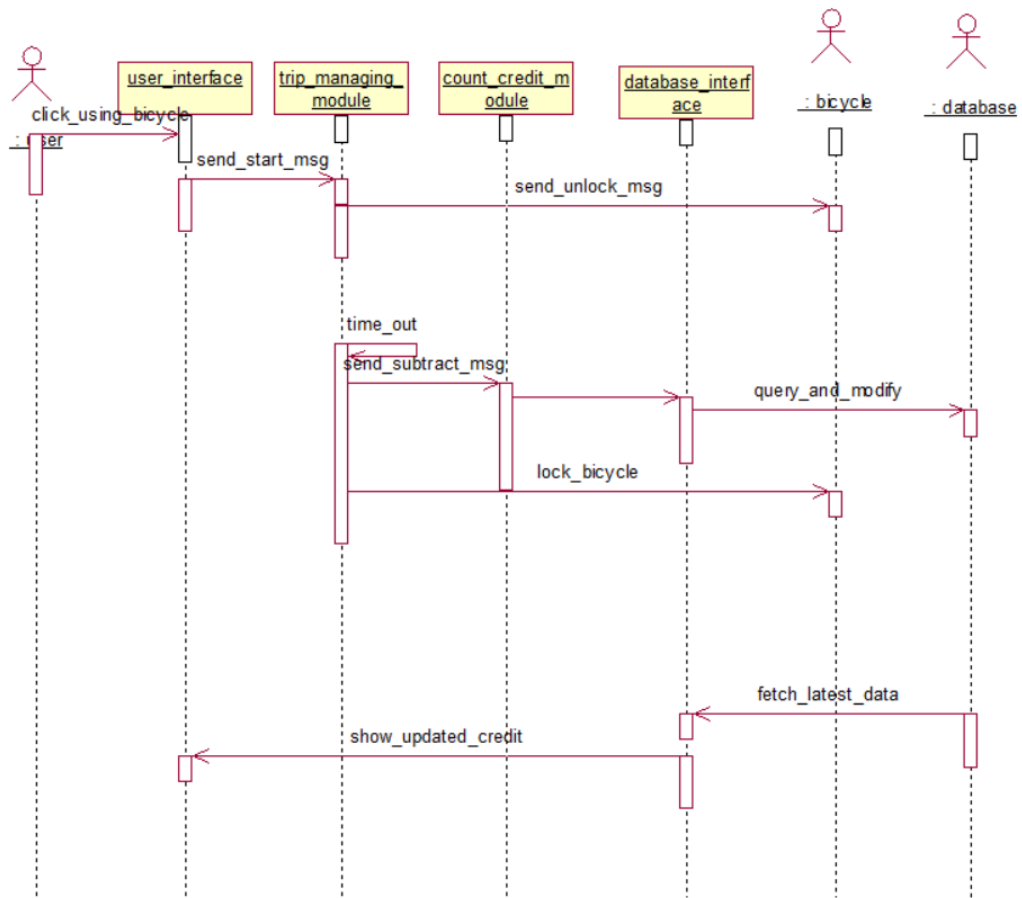 user_interface
trip_managing_
module
count_credit_m
odule
database_interf
ace
: bicycle
: database
click_using_bicycle
: user
send_start_msg
send_unlock_msg
time_out
send_subtract_msg
query_and_modify
lock_bicycle
fetch_latest_data
show_updated_credit